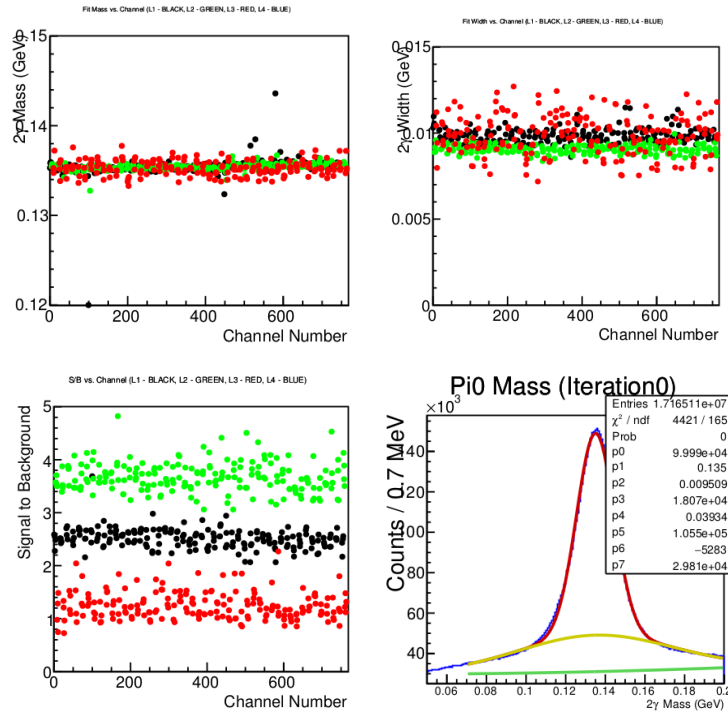 Fit Mass vs. Channel (L1 - BLACK, L2 - GREEN, L3 - RED, L4 - BLUE)
2γ Mass (GeV)
0.15
0.14
0.13
0.12
0
200
400
600
Channel Number
Fit Width vs. Channel (L1 - BLACK, L2 - GREEN, L3 - RED, L4 - BLUE)
2γ Width (GeV)
0.015
0.010
0.005
0
0
200
400
600
Channel Number
S/B vs. Channel (L1 - BLACK, L2 - GREEN, L3 - RED, L4 - BLUE)
Signal to Background
5
4
3
2
1
0
0
200
400
600
Channel Number
Pi0 Mass (Iteration0)
×10³
Counts / 0.7 MeV
140
120
100
80
60
40
Entries 1.716511e+07
χ² / ndf 4421 / 165
Prob 0
p0 9.999e+04
p1 0.135
p2 0.009509
p3 1.807e+04
p4 0.03934
p5 1.055e+05
p6 −5283
p7 2.981e+04
0.06 0.08 0.1 0.12 0.14 0.16 0.18 0.2
2γ Mass (GeV)